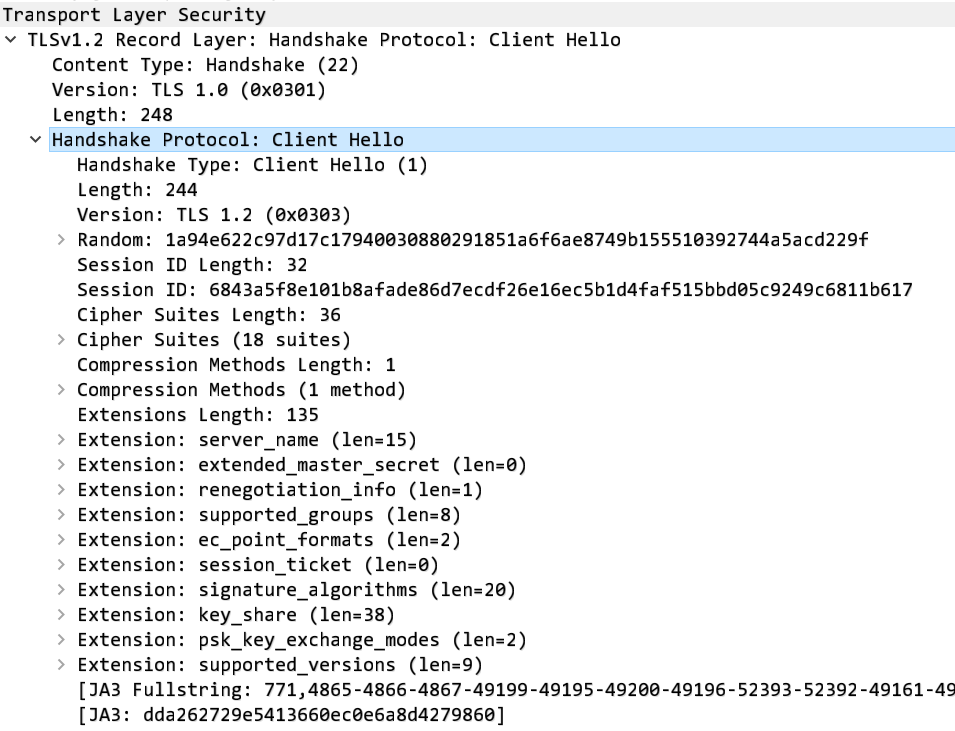 Transport Layer Security
TLSv1.2 Record Layer: Handshake Protocol: Client Hello
Content Type: Handshake (22)
Version: TLS 1.0 (0x0301)
Length: 248
Handshake Protocol: Client Hello
Handshake Type: Client Hello (1)
Length: 244
Version: TLS 1.2 (0x0303)
Random: 1a94e622c97d17c17940030880291851a6f6ae8749b155510392744a5acd229f
Session ID Length: 32
Session ID: 6843a5f8e101b8afade86d7ecdf26e16ec5b1d4faf515bbd05c9249c6811b617
Cipher Suites Length: 36
Cipher Suites (18 suites)
Compression Methods Length: 1
Compression Methods (1 method)
Extensions Length: 135
Extension: server_name (len=15)
Extension: extended_master_secret (len=0)
Extension: renegotiation_info (len=1)
Extension: supported_groups (len=8)
Extension: ec_point_formats (len=2)
Extension: session_ticket (len=0)
Extension: signature_algorithms (len=20)
Extension: key_share (len=38)
Extension: psk_key_exchange_modes (len=2)
Extension: supported_versions (len=9)
[JA3 Fullstring: 771,4865-4866-4867-49199-49195-49200-49196-52393-52392-49161-49
[JA3: dda262729e5413660ec0e6a8d4279860]